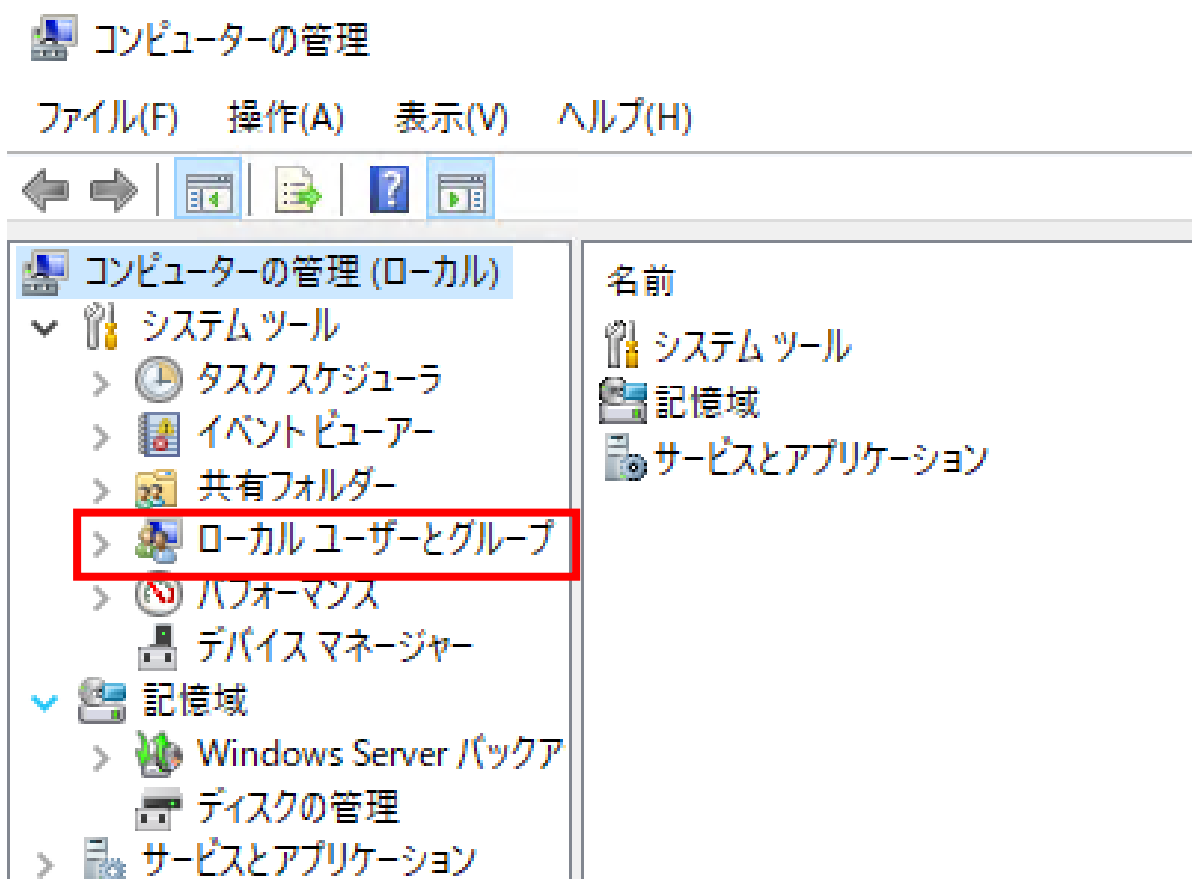 コンピューターの管理
ファイル(F) 操作(A) 表示(V) ヘルプ(H)
コンピューターの管理 (ローカル)
システム ツール
タスク スケジューラ
イベント ビューアー
共有フォルダー
ローカル ユーザーとグループ
パフォーマンス
デバイス マネージャー
記憶域
Windows Server バックア
ディスクの管理
サービスとアプリケーション
名前
システム ツール
記憶域
サービスとアプリケーション